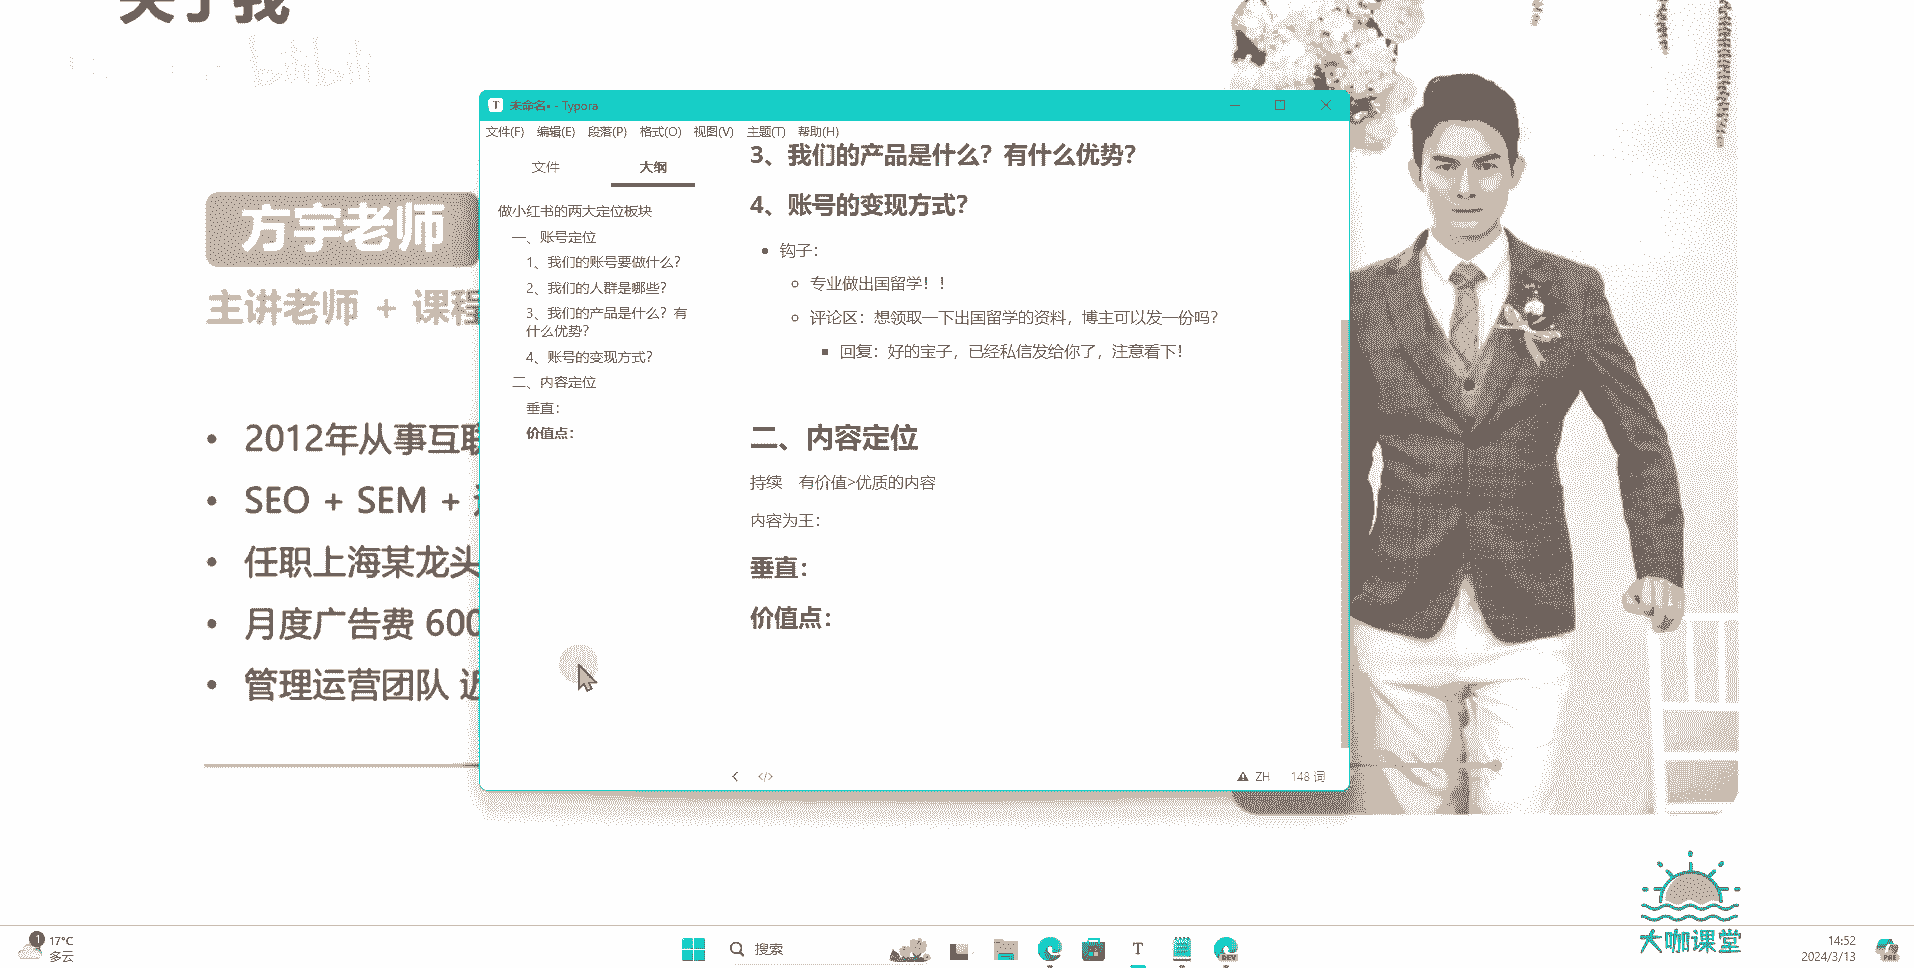 关于我
bilibili
方宇老师
主讲老师 + 课程
2012年从事互联
SEO + SEM +
任职上海某龙头
月度广告费 600
管理运营团队 近
T 未命名• - Typora
文件(F) 编辑(E) 段落(P) 格式(O) 视图(V) 主题(T) 帮助(H)
文件 大纲
做小红书的两大定位板块
一、账号定位
1、我们的账号要做什么?
2、我们的人群是哪些?
3、我们的产品是什么?有
什么优势?
4、账号的变现方式?
二、内容定位
垂直:
价值点:
3、我们的产品是什么?有什么优势?
4、账号的变现方式?
钩子:
专业做出国留学!!
评论区:想领取一下出国留学的资料,博主可以发一份吗?
回复:好的宝子,已经私信发给你了,注意看下!
二、内容定位
持续 有价值>优质的内容
内容为王:
垂直:
价值点:
</> ZH 148 词
大咖课堂
1 17°C
多云
搜索
T
DEV
14:52
2024/3/13
PRE